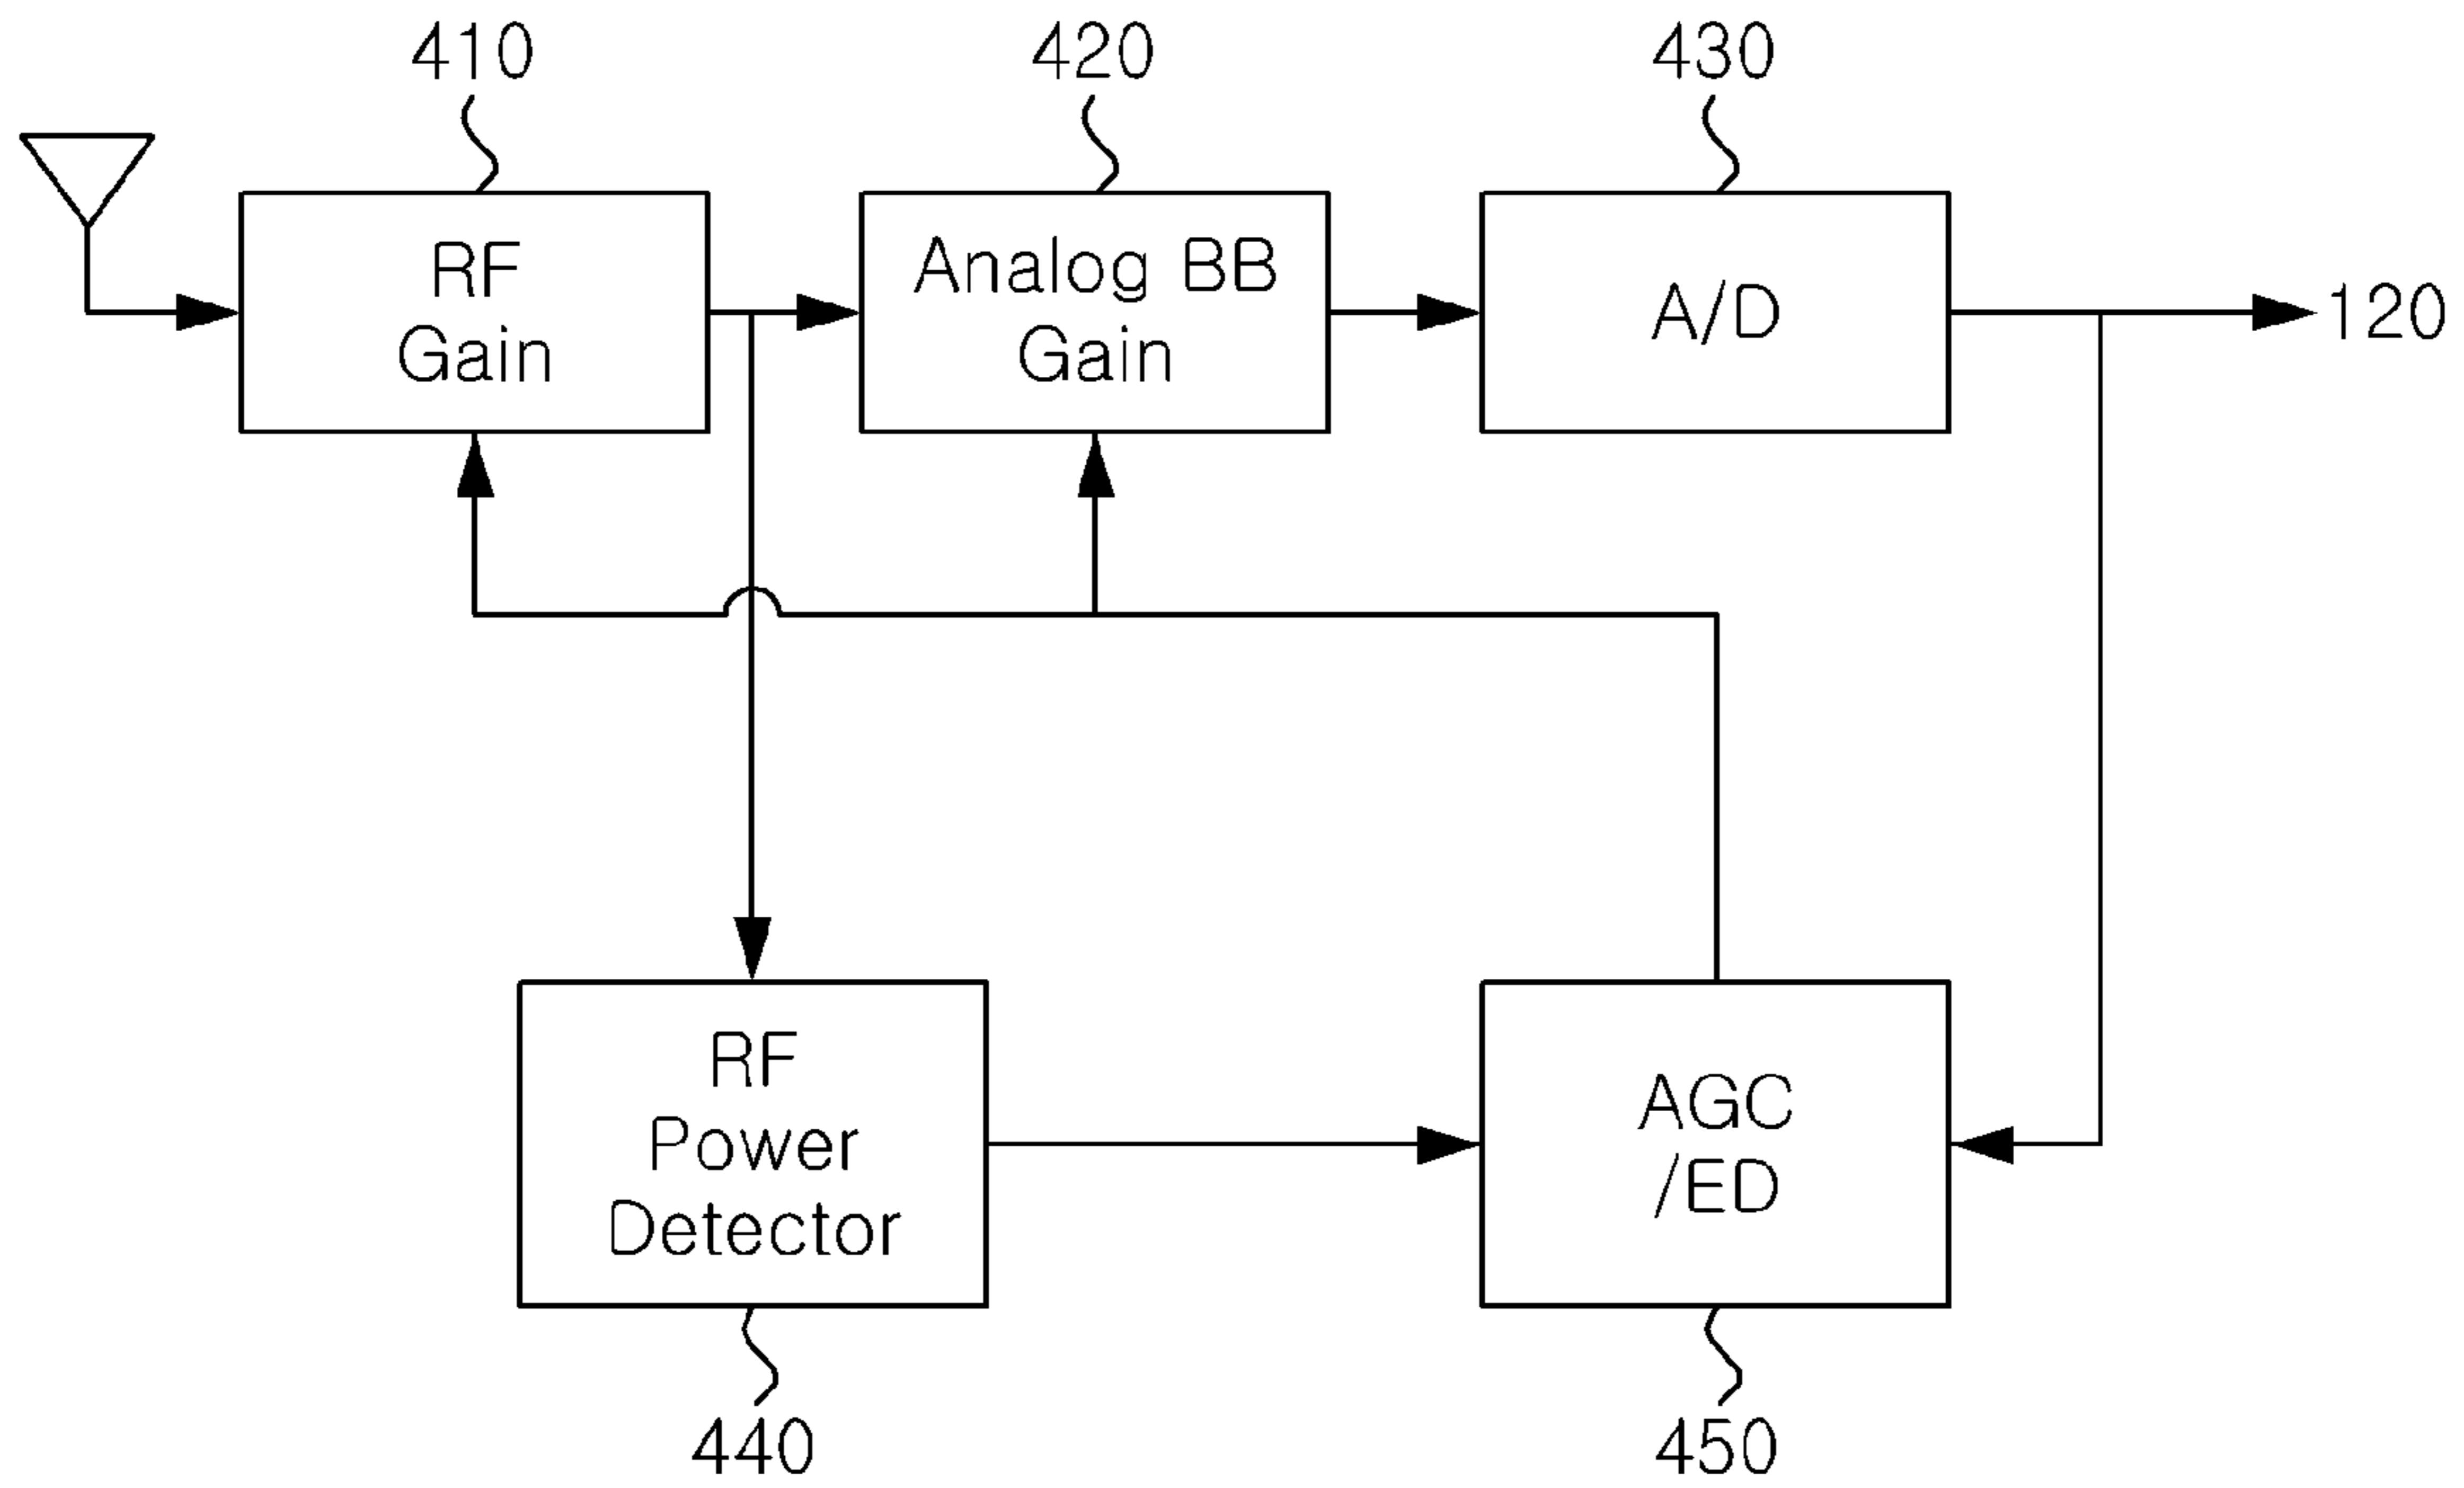 410
420
430
RF
Gain
Analog BB
Gain
A/D
120
RF
Power
Detector
AGC
/ED
440
450